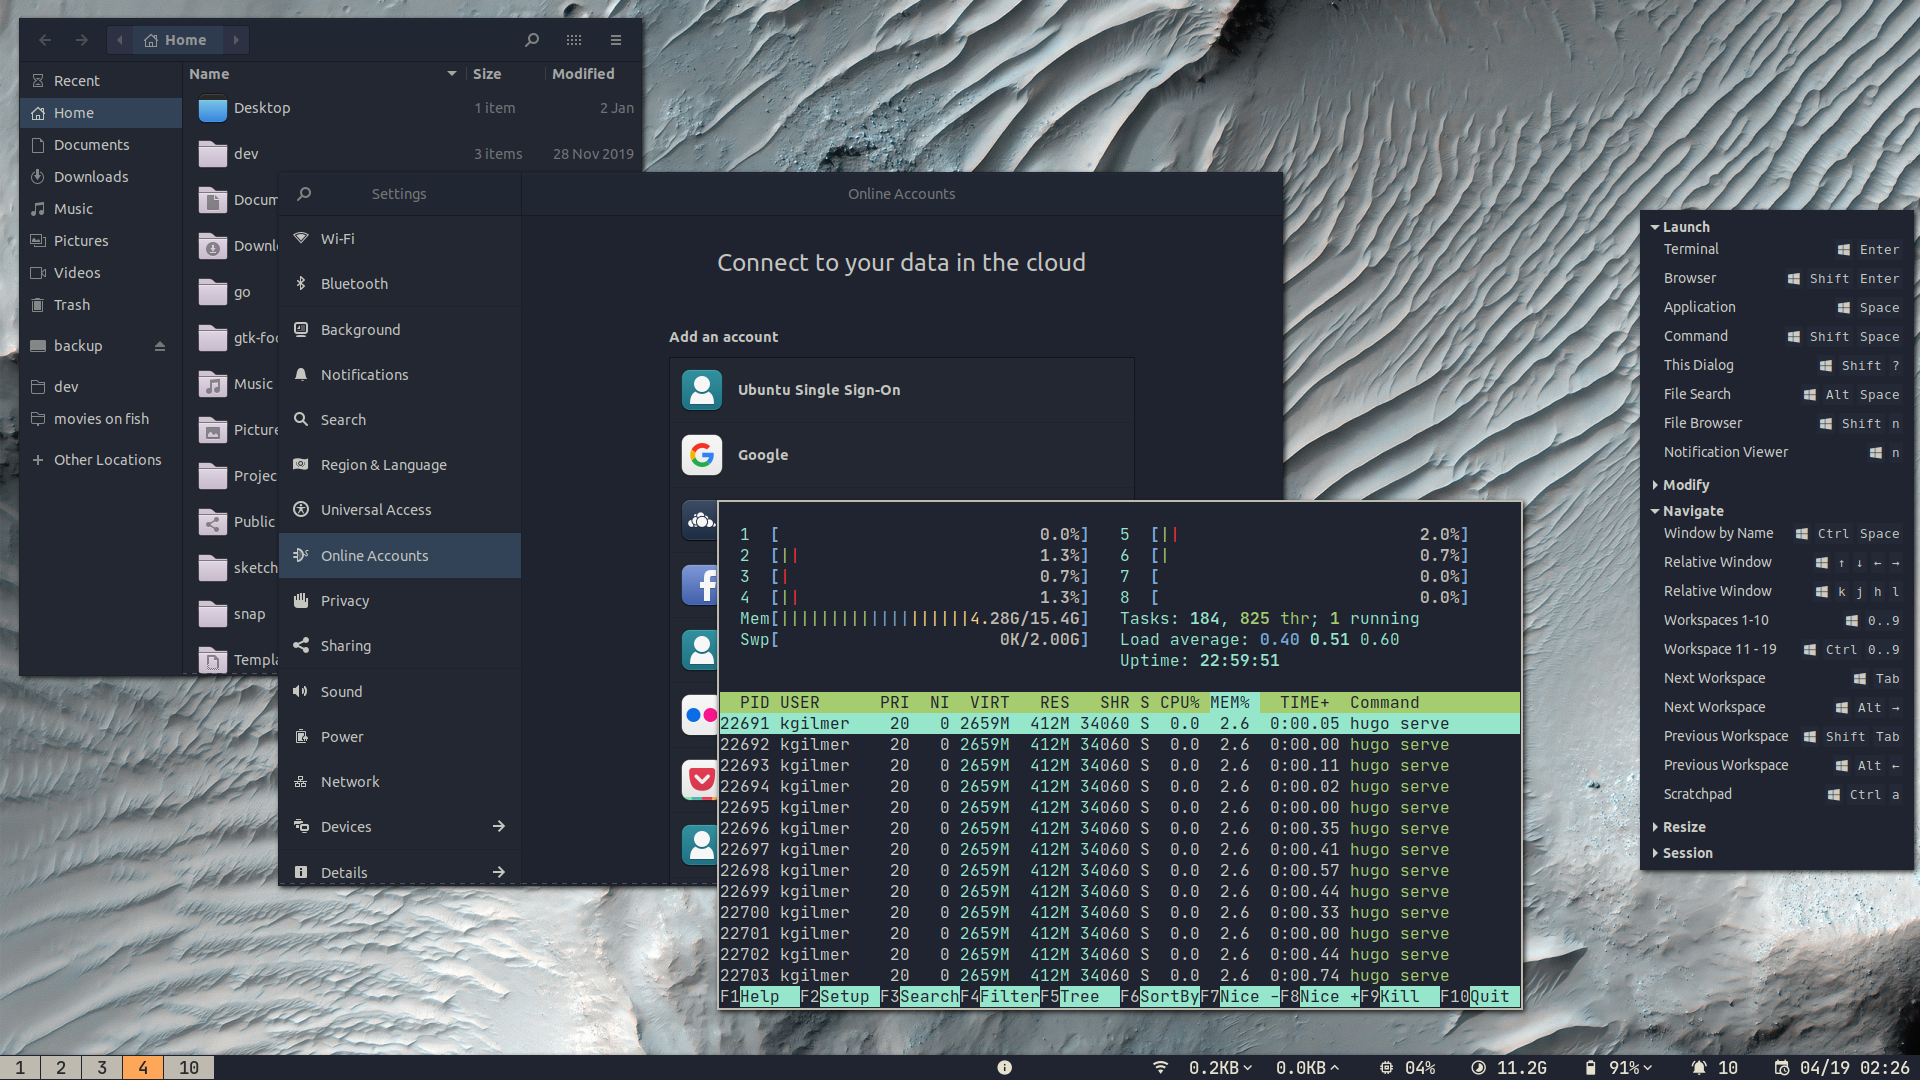 Home
Name Size Modified
Recent
Home
Documents
Downloads
Music
Pictures
Videos
Trash
backup
dev
movies on fish
Other Locations
Desktop 1 item 2 Jan
dev 3 items 28 Nov 2019
Docum
Downl
go
gtk-foo
Music
Picture
Projec
Public
sketch
snap
Templa
Settings
Wi-Fi
Bluetooth
Background
Notifications
Search
Region & Language
Universal Access
Online Accounts
Privacy
Sharing
Sound
Power
Network
Devices
Details
Online Accounts
Connect to your data in the cloud
Add an account
Ubuntu Single Sign-On
Google
1 [ 0.0%] 5 [|| 2.0%]
2 [|| 1.3%] 6 [| 0.7%]
3 [| 0.7%] 7 [ 0.0%]
4 [|| 1.3%] 8 [ 0.0%]
Mem[|||||||||||||||||||4.28G/15.4G] Tasks: 184, 825 thr; 1 running
Swp[ 0K/2.00G] Load average: 0.40 0.51 0.60
Uptime: 22:59:51
PID USER PRI NI VIRT RES SHR S CPU% MEM% TIME+ Command
22691 kgilmer 20 0 2659M 412M 34060 S 0.0 2.6 0:00.05 hugo serve
22692 kgilmer 20 0 2659M 412M 34060 S 0.0 2.6 0:00.00 hugo serve
22693 kgilmer 20 0 2659M 412M 34060 S 0.0 2.6 0:00.11 hugo serve
22694 kgilmer 20 0 2659M 412M 34060 S 0.0 2.6 0:00.02 hugo serve
22695 kgilmer 20 0 2659M 412M 34060 S 0.0 2.6 0:00.00 hugo serve
22696 kgilmer 20 0 2659M 412M 34060 S 0.0 2.6 0:00.35 hugo serve
22697 kgilmer 20 0 2659M 412M 34060 S 0.0 2.6 0:00.41 hugo serve
22698 kgilmer 20 0 2659M 412M 34060 S 0.0 2.6 0:00.57 hugo serve
22699 kgilmer 20 0 2659M 412M 34060 S 0.0 2.6 0:00.44 hugo serve
22700 kgilmer 20 0 2659M 412M 34060 S 0.0 2.6 0:00.33 hugo serve
22701 kgilmer 20 0 2659M 412M 34060 S 0.0 2.6 0:00.00 hugo serve
22702 kgilmer 20 0 2659M 412M 34060 S 0.0 2.6 0:00.44 hugo serve
22703 kgilmer 20 0 2659M 412M 34060 S 0.0 2.6 0:00.74 hugo serve
F1Help F2Setup F3SearchF4FilterF5Tree F6SortByF7Nice -F8Nice +F9Kill F10Quit
Launch
Terminal Enter
Browser Shift Enter
Application Space
Command Shift Space
This Dialog Shift ?
File Search Alt Space
File Browser Shift n
Notification Viewer n
Modify
Navigate
Window by Name Ctrl Space
Relative Window ↑ ↓ ← →
Relative Window k j h l
Workspaces 1-10 0..9
Workspace 11 - 19 Ctrl 0..9
Next Workspace Tab
Next Workspace Alt →
Previous Workspace Shift Tab
Previous Workspace Alt ←
Scratchpad Ctrl a
Resize
Session
1 2 3 4 10 0.2KB 0.0KB 04% 11.2G 91% 10 04/19 02:26